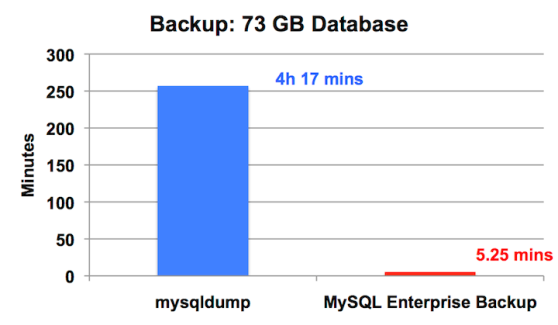 Backup: 73 GB Database
300
4h 17 mins
250
200
150
100
50
0
Minutes
5.25 mins
mysqldump
MySQL Enterprise Backup